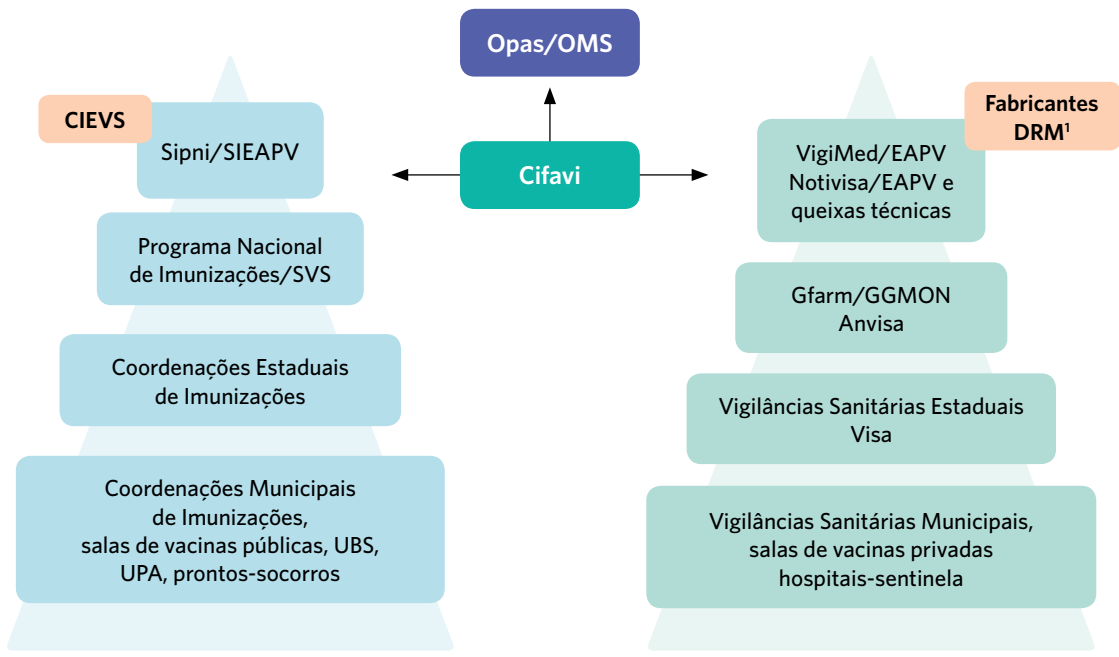 Opas/OMS
CIEVS
Sipni/SIEAPV
Cifavi
Fabricantes
DRM¹
VigiMed/EAPV
Notivisa/EAPV e
queixas técnicas
Programa Nacional
de Imunizações/SVS
Gfarm/GGMON
Anvisa
Coordenações Estaduais
de Imunizações
Vigilâncias Sanitárias Estaduais
Visa
Coordenações Municipais
de Imunizações,
salas de vacinas públicas, UBS,
UPA, prontos-socorros
Vigilâncias Sanitárias Municipais,
salas de vacinas privadas
hospitais-sentinela